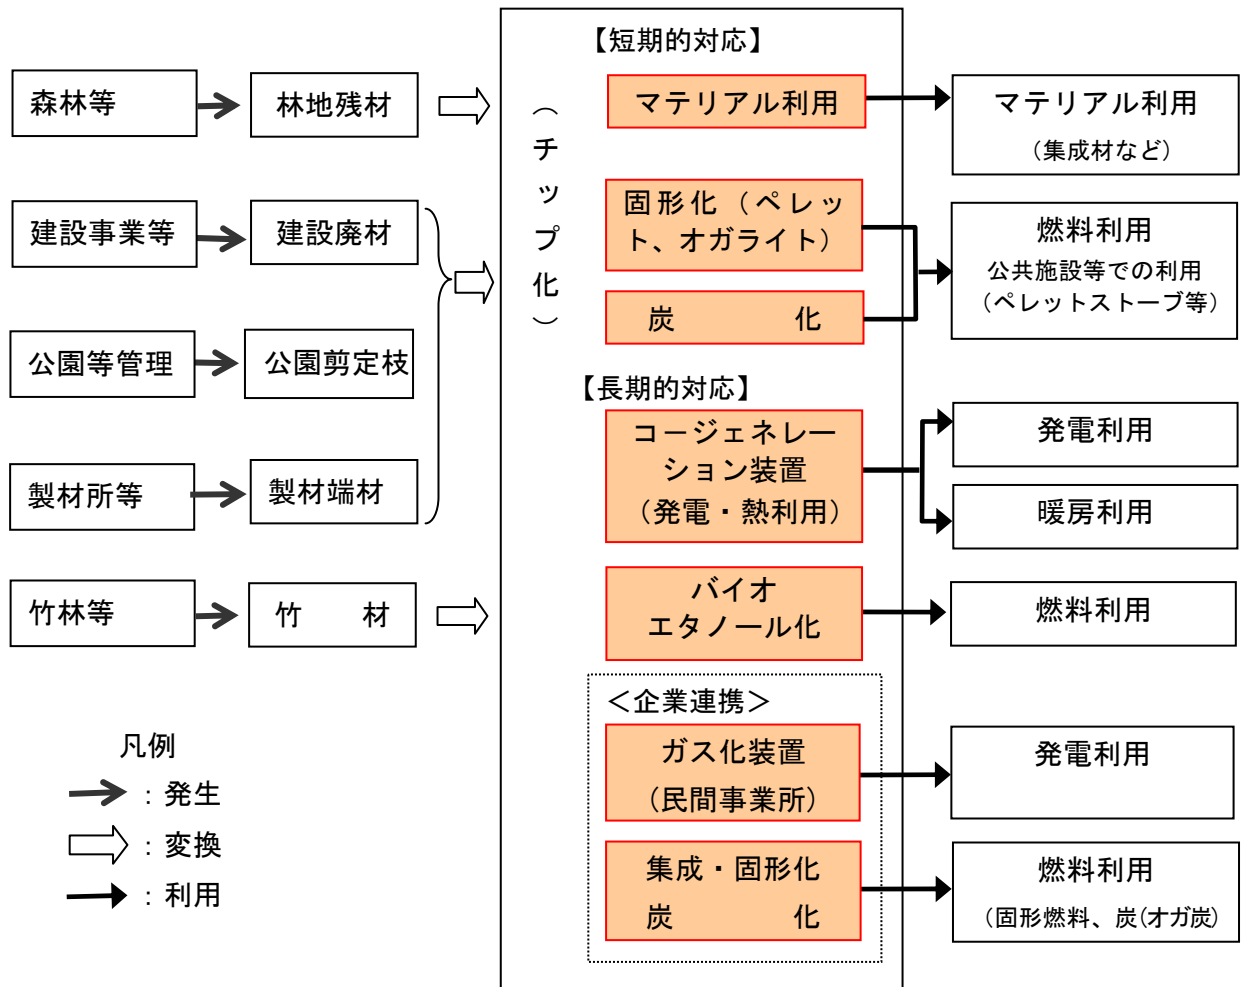 森林等
林地残材
建設事業等
建設廃材
公園等管理
公園剪定枝
製材所等
製材端材
竹林等
竹　　材
凡例
：発生
：変換
：利用
（チップ化）
【短期的対応】
マテリアル利用
固形化（ペレッ
ト、オガライト）
炭　　　化
【長期的対応】
コージェネレー
ション装置
（発電・熱利用）
バイオ
エタノール化
＜企業連携＞
ガス化装置
（民間事業所）
集成・固形化
炭　　　化
マテリアル利用
（集成材など）
燃料利用
公共施設等での利用
（ペレットストーブ等）
発電利用
暖房利用
燃料利用
発電利用
燃料利用
（固形燃料、炭(オガ炭）